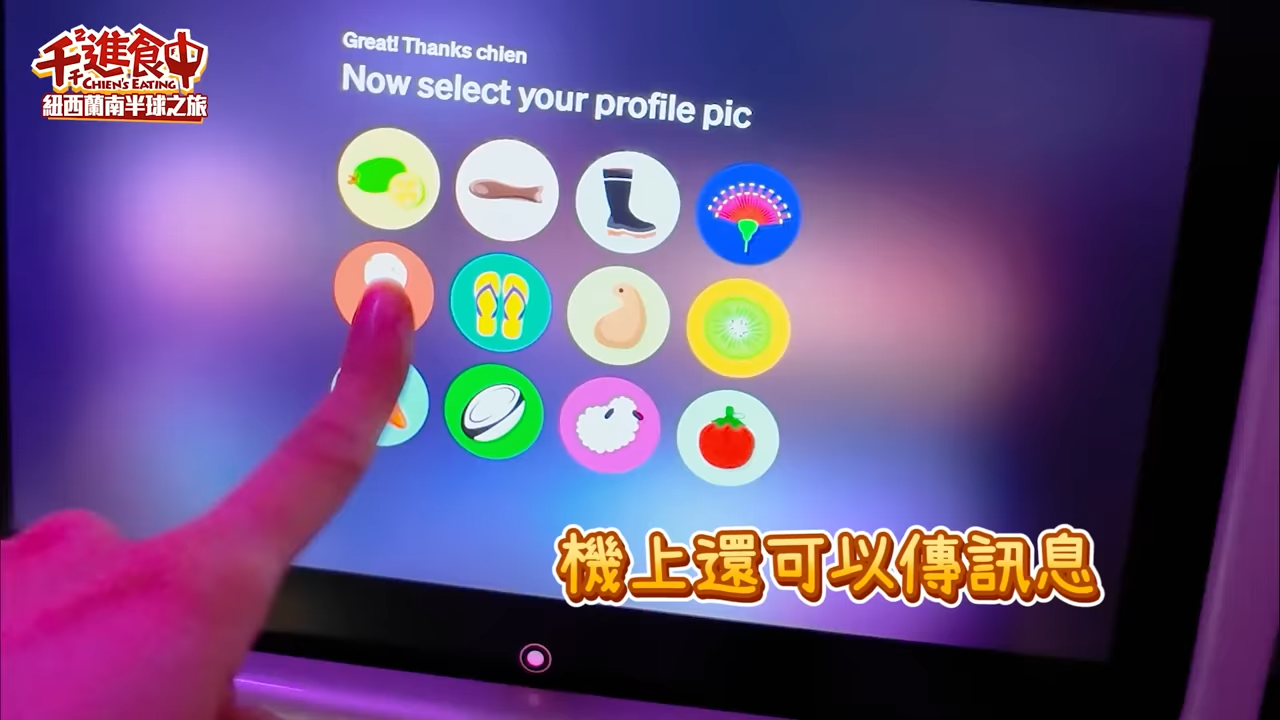 千千進食中
CHIEN'S EATING
紐西蘭南半球之旅
Great! Thanks chien
Now select your profile pic
機上還可以傳訊息